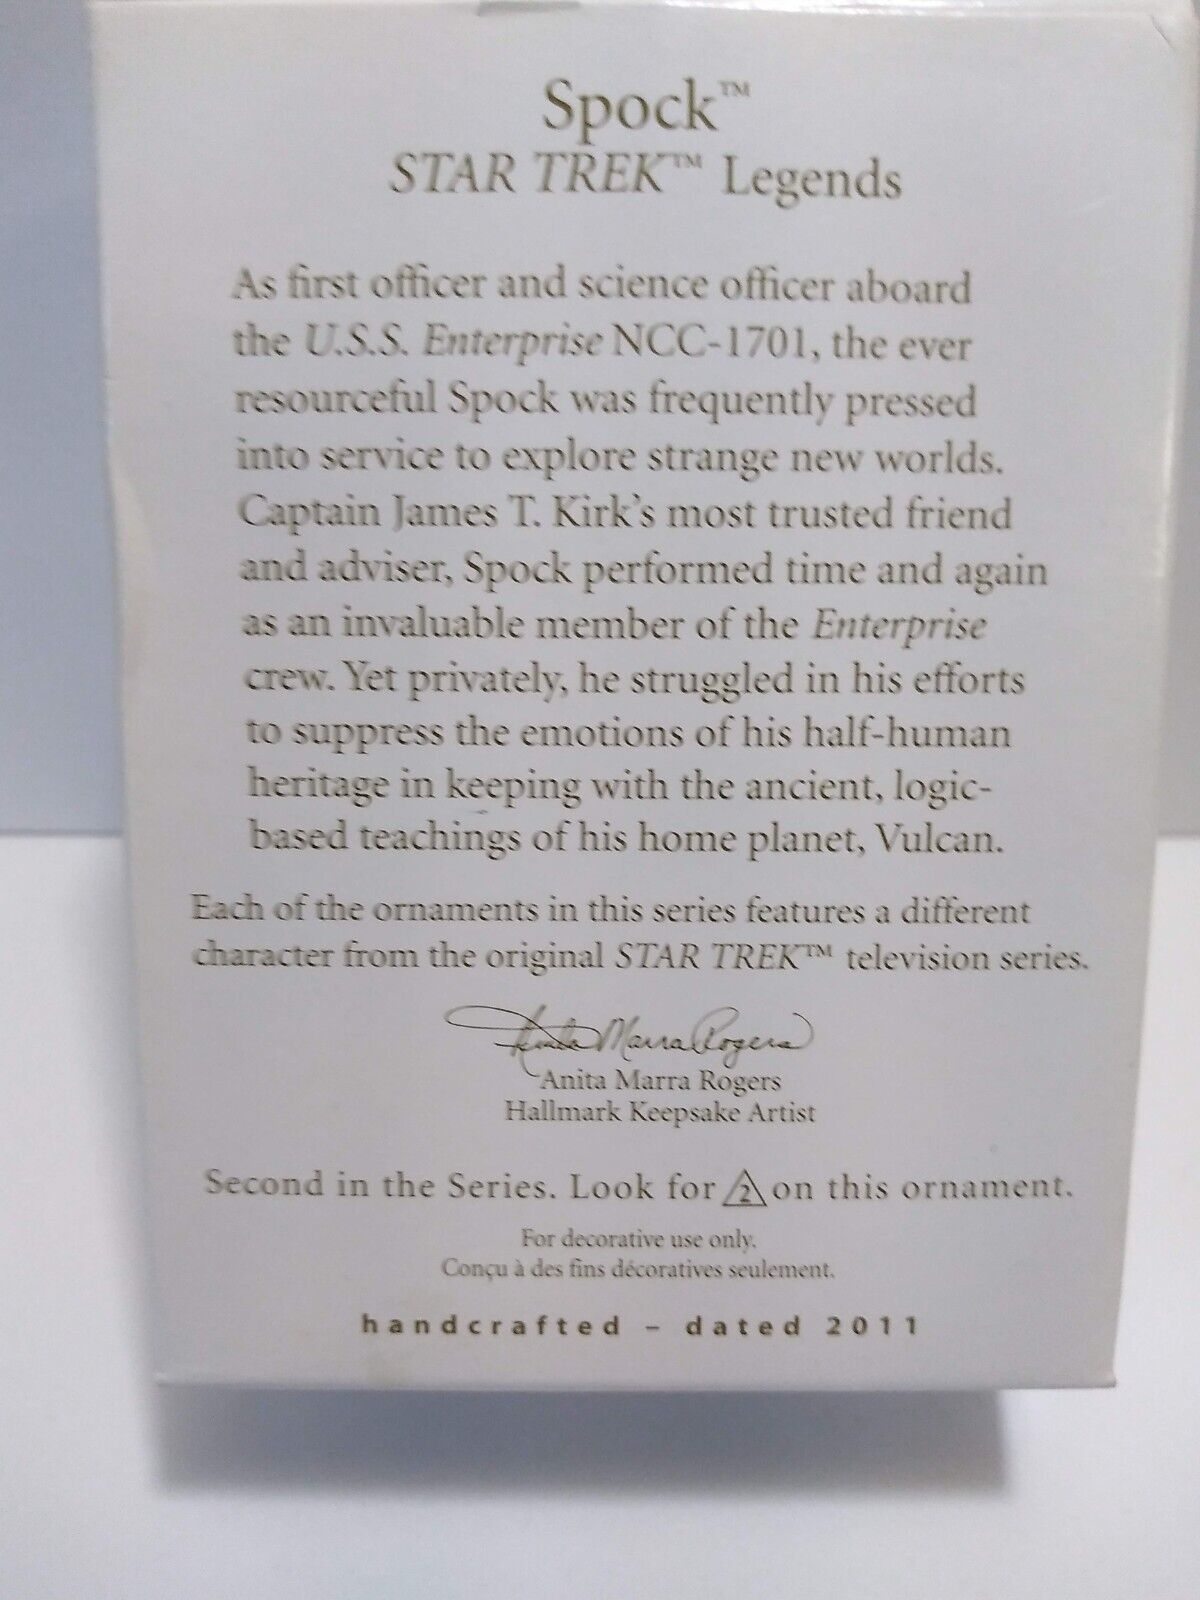 Spock™
STAR TREK™ Legends
As first officer and science officer aboard
the U.S.S. Enterprise NCC-1701, the ever
resourceful Spock was frequently pressed
into service to explore strange new worlds.
Captain James T. Kirk's most trusted friend
and adviser, Spock performed time and again
as an invaluable member of the Enterprise
crew. Yet privately, he struggled in his efforts
to suppress the emotions of his half-human
heritage in keeping with the ancient, logic-
based teachings of his home planet, Vulcan.
Each of the ornaments in this series features a different
character from the original STAR TREK™ television series.
Anita Marra Rogers
Anita Marra Rogers
Hallmark Keepsake Artist
Second in the Series. Look for 2 on this ornament.
For decorative use only.
Conçu à des fins décoratives seulement.
handcrafted – dated 2011